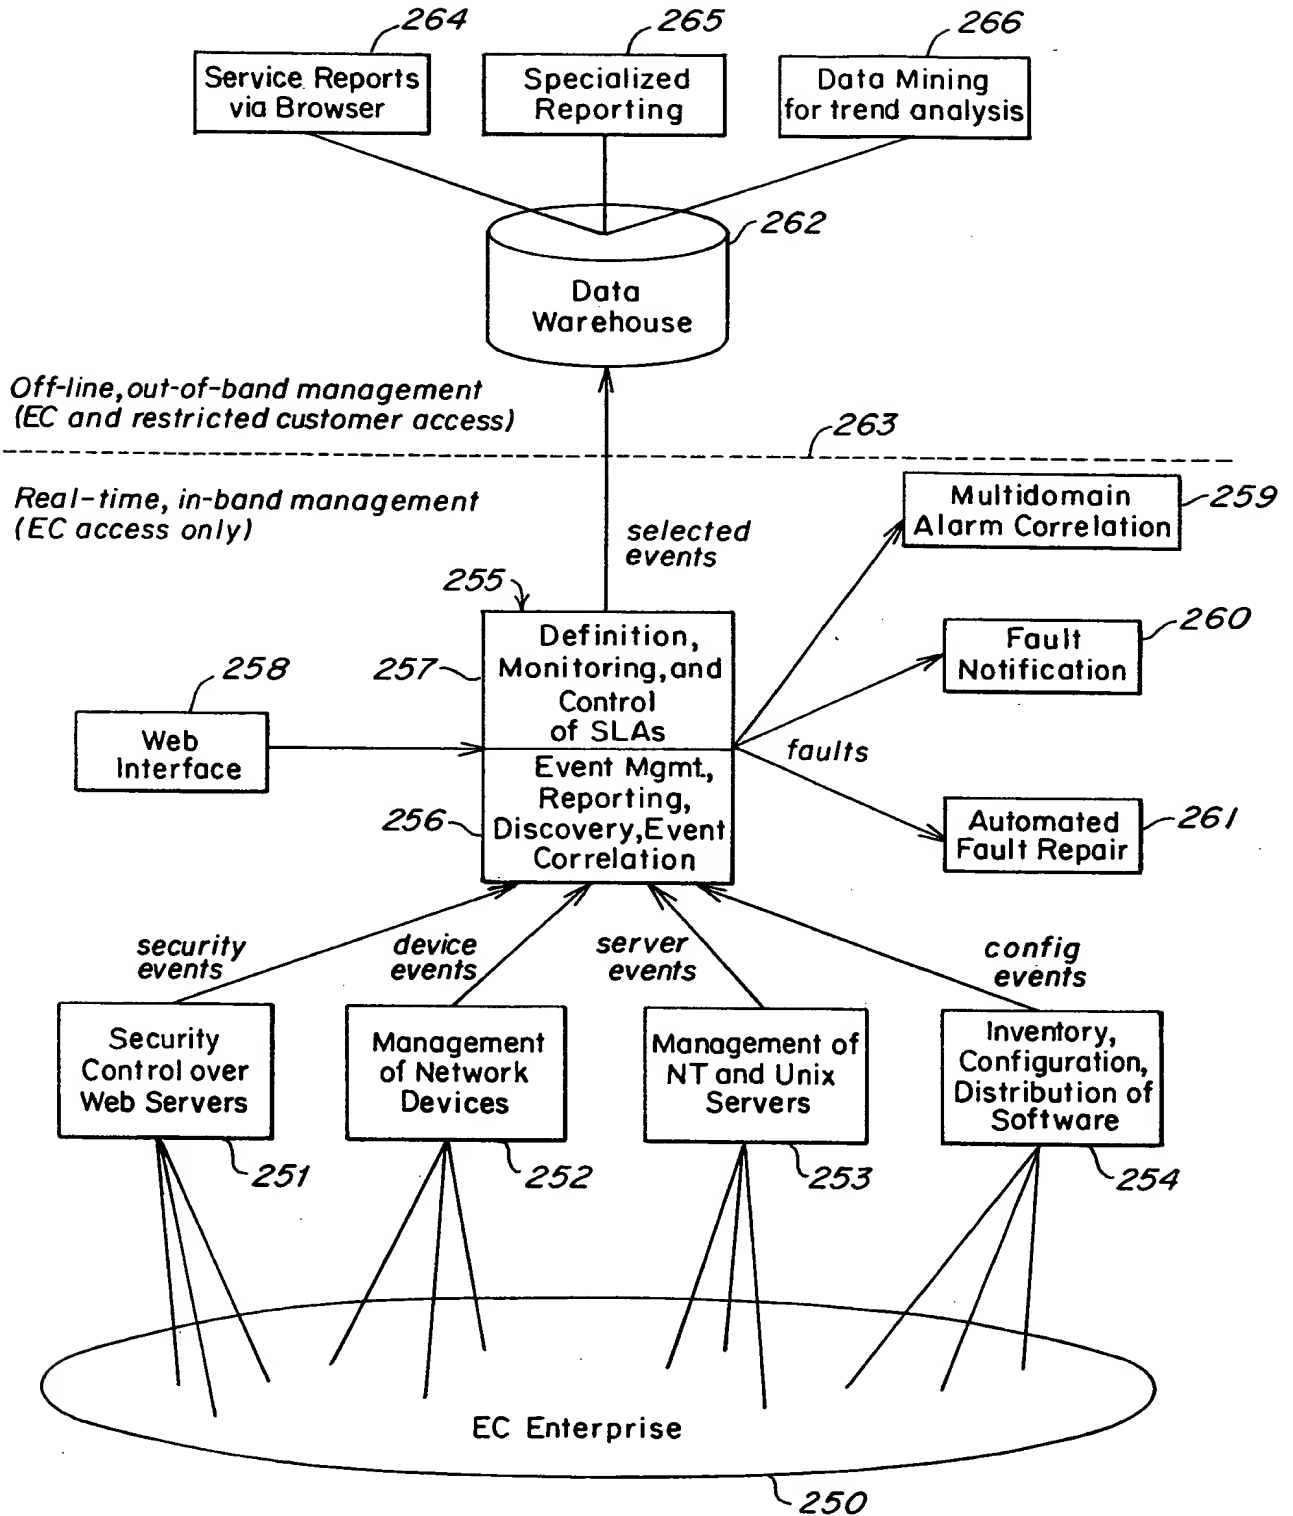 264
265
266
Service Reports
via Browser
Specialized
Reporting
Data Mining
for trend analysis
262
Data
Warehouse
Off-line, out-of-band management
(EC and restricted customer access)
263
Real-time, in-band management
(EC access only)
selected
events
Multidomain
Alarm Correlation
259
255
257
Definition,
Monitoring, and
Control
of SLAs
258
Web
Interface
Fault
Notification
260
faults
256
Event Mgmt.,
Reporting,
Discovery, Event
Correlation
Automated
Fault Repair
261
security
events
device
events
server
events
config
events
Security
Control over
Web Servers
251
Management
of Network
Devices
252
Management of
NT and Unix
Servers
253
Inventory,
Configuration,
Distribution of
Software
254
EC Enterprise
250